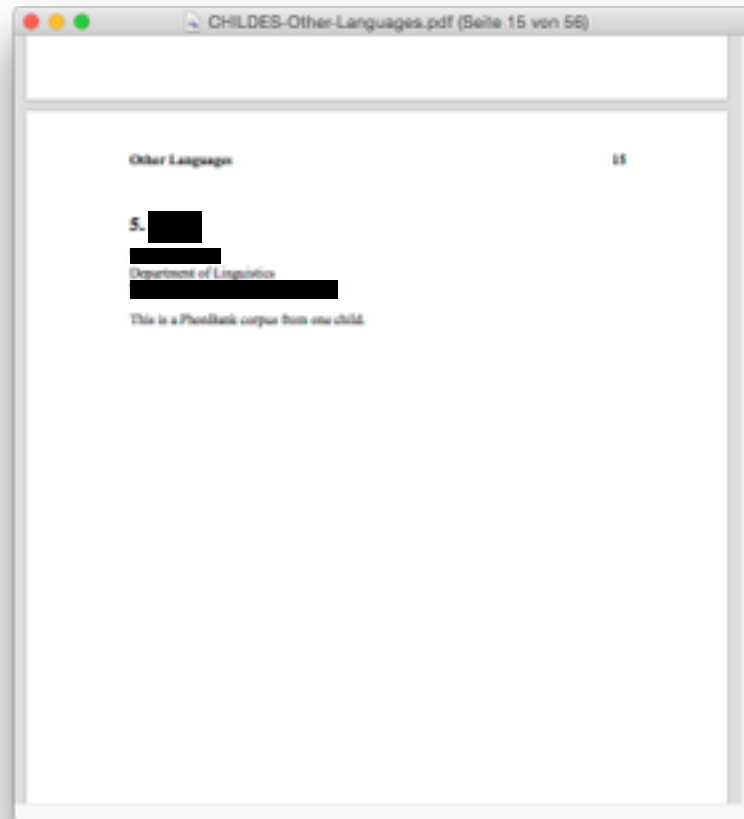 CHILDES-Other-Languages.pdf (Seite 15 von 56)
Other Languages 15
5.
Department of Linguistics
This is a PhonBank corpus from one child.